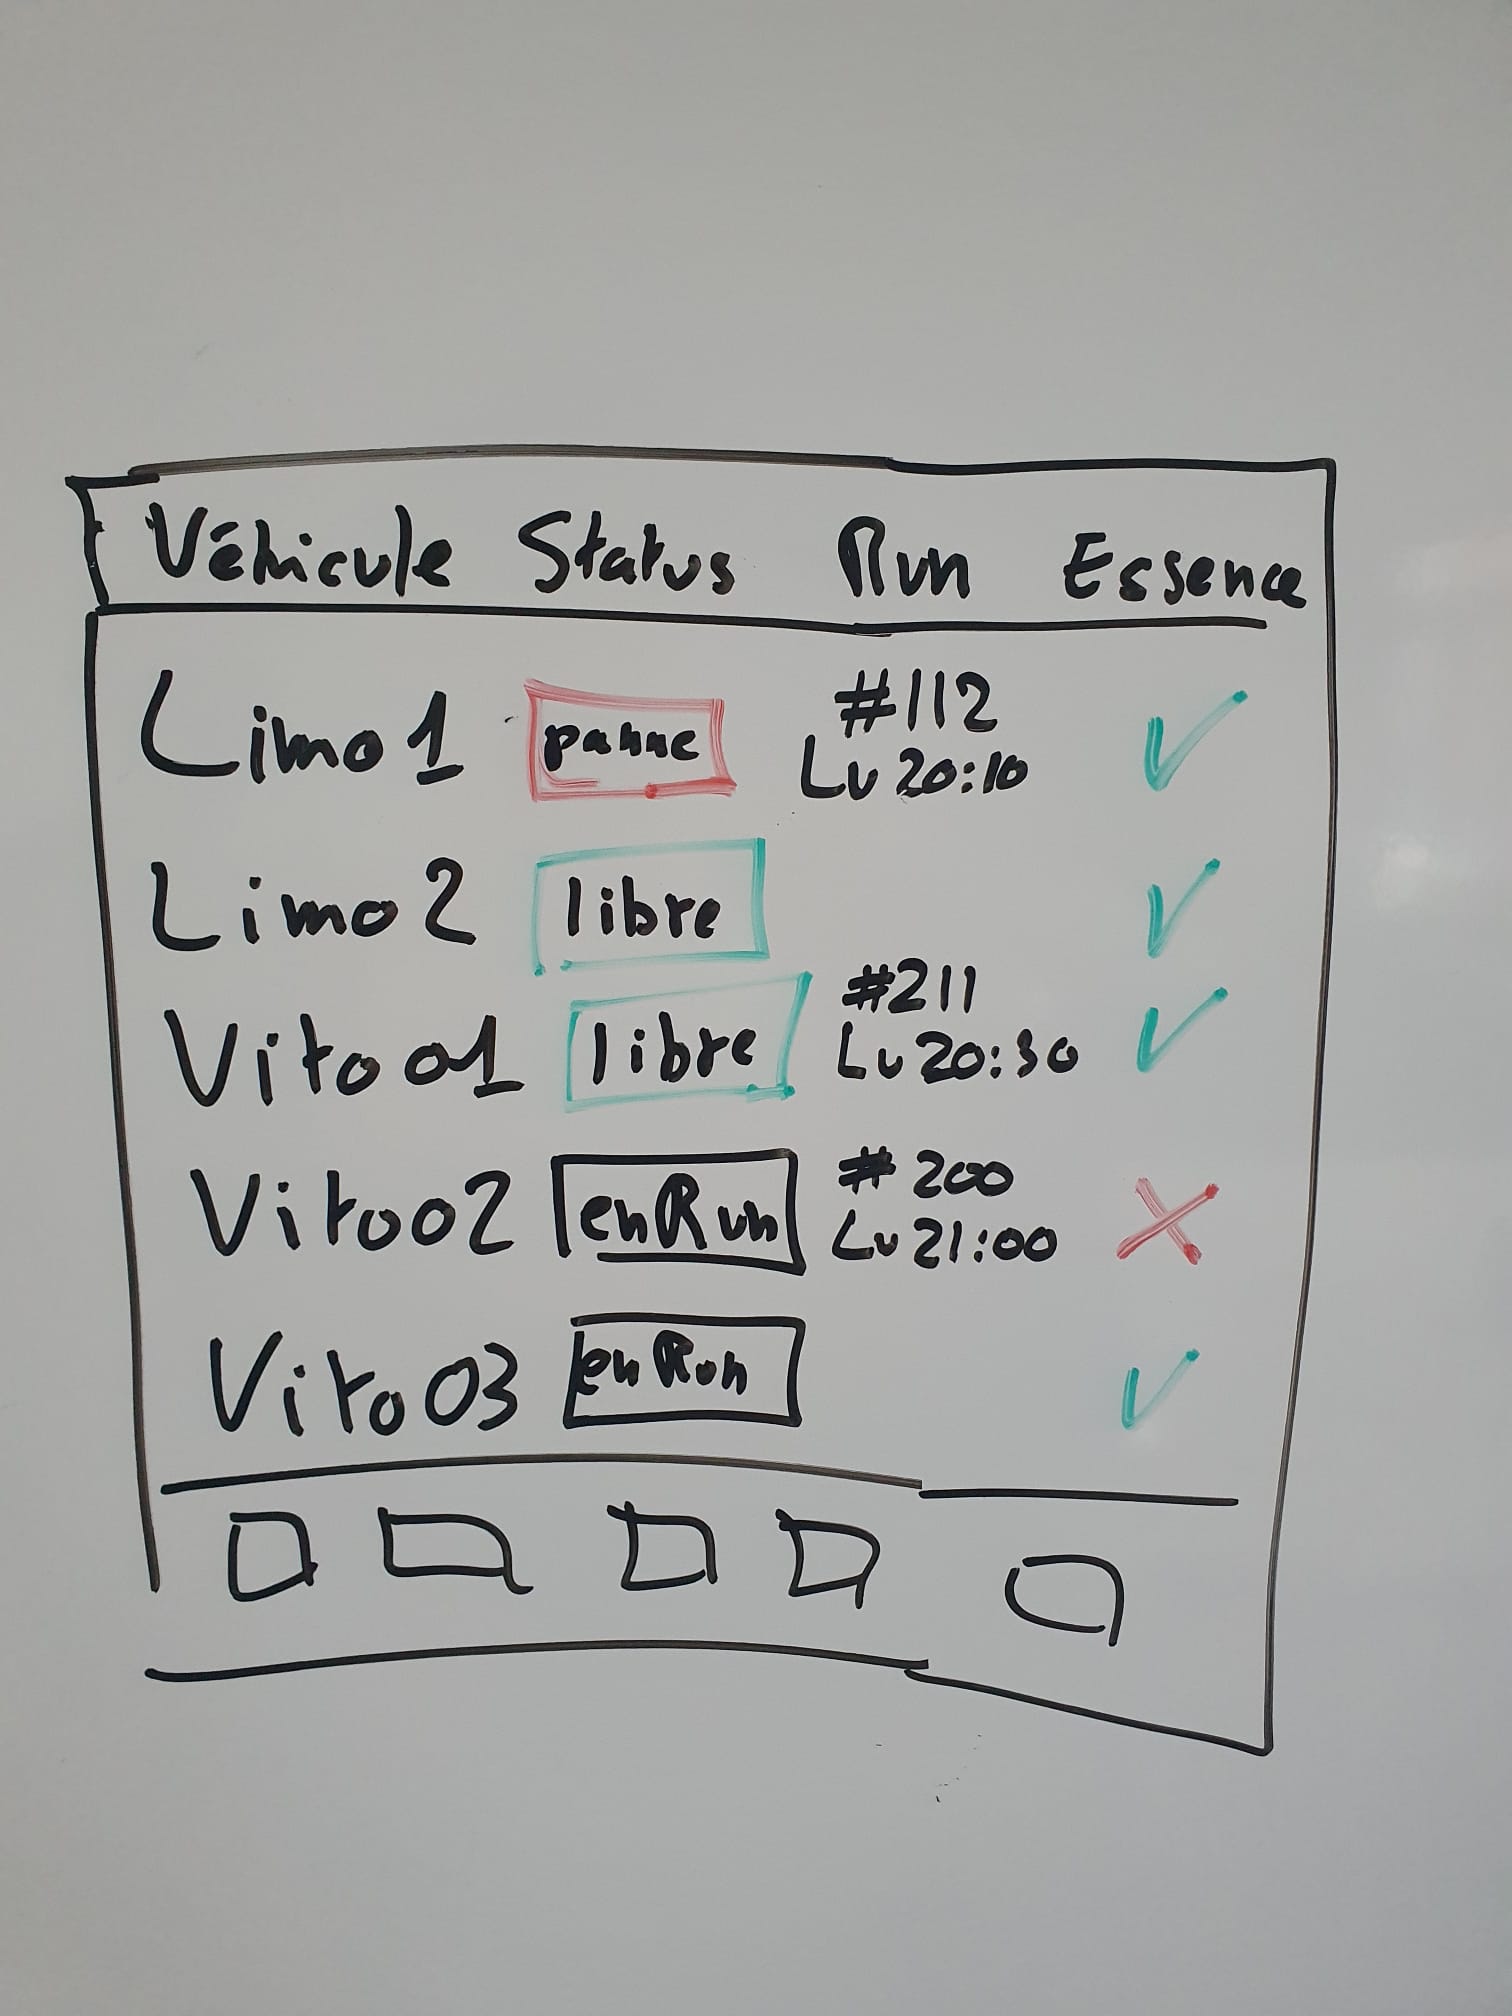 Véhicule Status Run Essence
Limo 1 panne #112
Lu 20:10
Limo 2 libre
Vito 01 libre #211
Lu 20:30
Vito 02 en Run #200
Lu 21:00
Vito 03 en Run